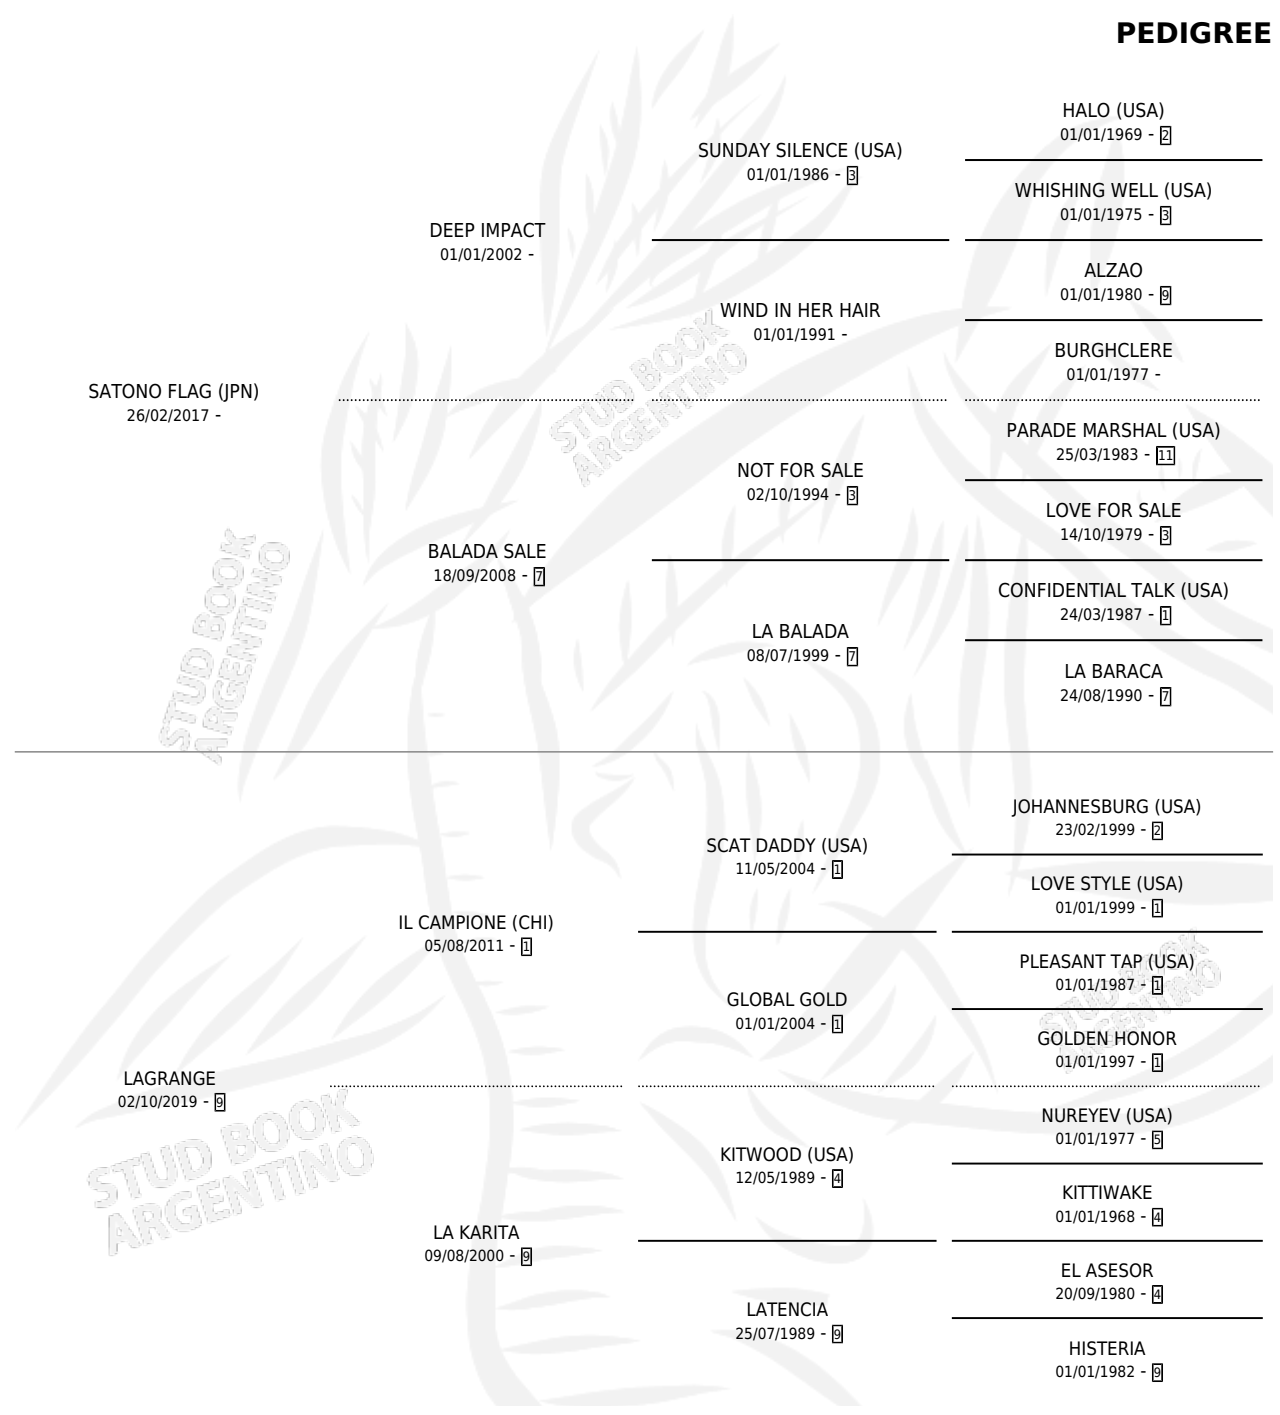 PEDIGREE
HALO (USA)
01/01/1969 - 2
SUNDAY SILENCE (USA)
01/01/1986 - 3
WHISHING WELL (USA)
01/01/1975 - 3
DEEP IMPACT
01/01/2002 -
ALZAO
01/01/1980 - 9
WIND IN HER HAIR
01/01/1991 -
BURGHCLERE
01/01/1977 -
SATONO FLAG (JPN)
26/02/2017 -
STUD BOOK
ARGENTINO
PARADE MARSHAL (USA)
25/03/1983 - 11
NOT FOR SALE
02/10/1994 - 3
LOVE FOR SALE
14/10/1979 - 3
BALADA SALE
18/09/2008 - 7
CONFIDENTIAL TALK (USA)
24/03/1987 - 1
LA BALADA
08/07/1999 - 7
LA BARACA
24/08/1990 - 7
STUD BOOK
ARGENTINO
JOHANNESBURG (USA)
23/02/1999 - 2
SCAT DADDY (USA)
11/05/2004 - 1
LOVE STYLE (USA)
01/01/1999 - 1
IL CAMPIONE (CHI)
05/08/2011 - 1
PLEASANT TAP (USA)
01/01/1987 - 1
GLOBAL GOLD
01/01/2004 - 1
STUD BOOK
ARGENTINO
GOLDEN HONOR
01/01/1997 - 1
LAGRANGE
02/10/2019 - 9
NUREYEV (USA)
01/01/1977 - 5
KITWOOD (USA)
12/05/1989 - 4
KITTIWAKE
01/01/1968 - 4
STUD BOOK
ARGENTINO
LA KARITA
09/08/2000 - 9
EL ASESOR
20/09/1980 - 4
LATENCIA
25/07/1989 - 9
HISTERIA
01/01/1982 - 9